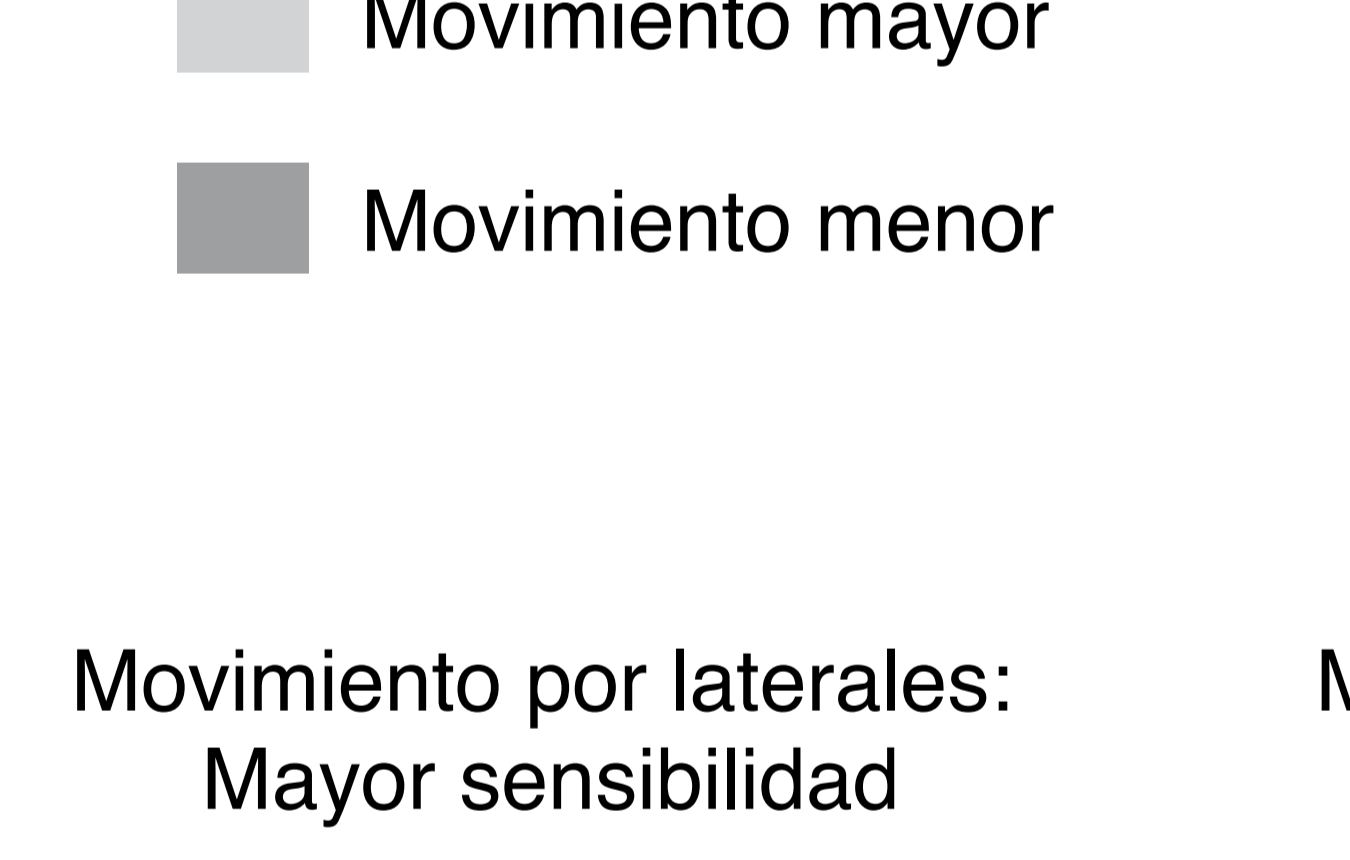 Movimiento mayor
Movimiento menor
Movimiento por laterales:
Mayor sensibilidad